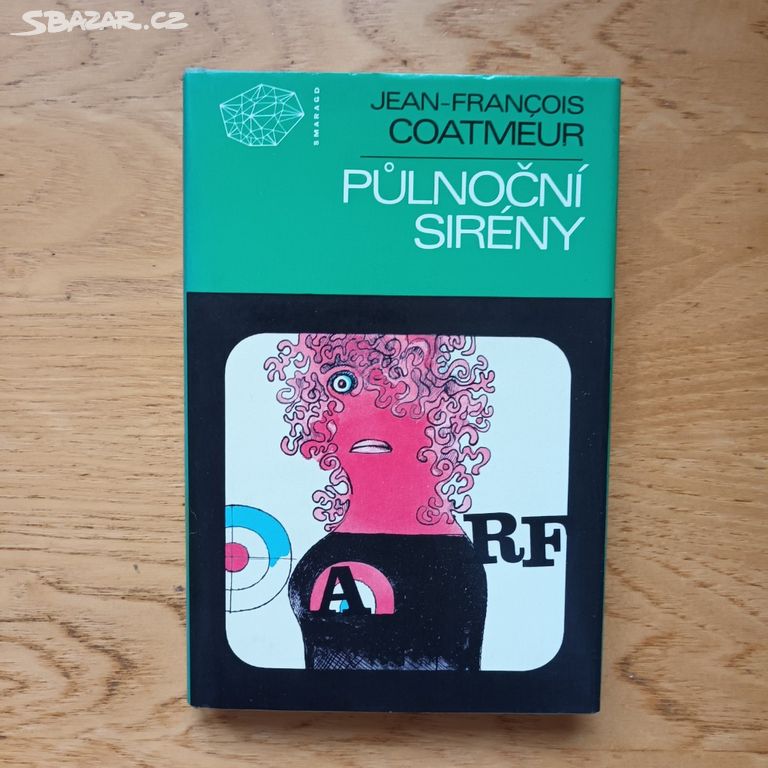 SBAZAR.CZ
SMARAGD
JEAN-FRANÇOIS
COATMEUR
PŮLNOČNÍ
SIRÉNY
RF
A